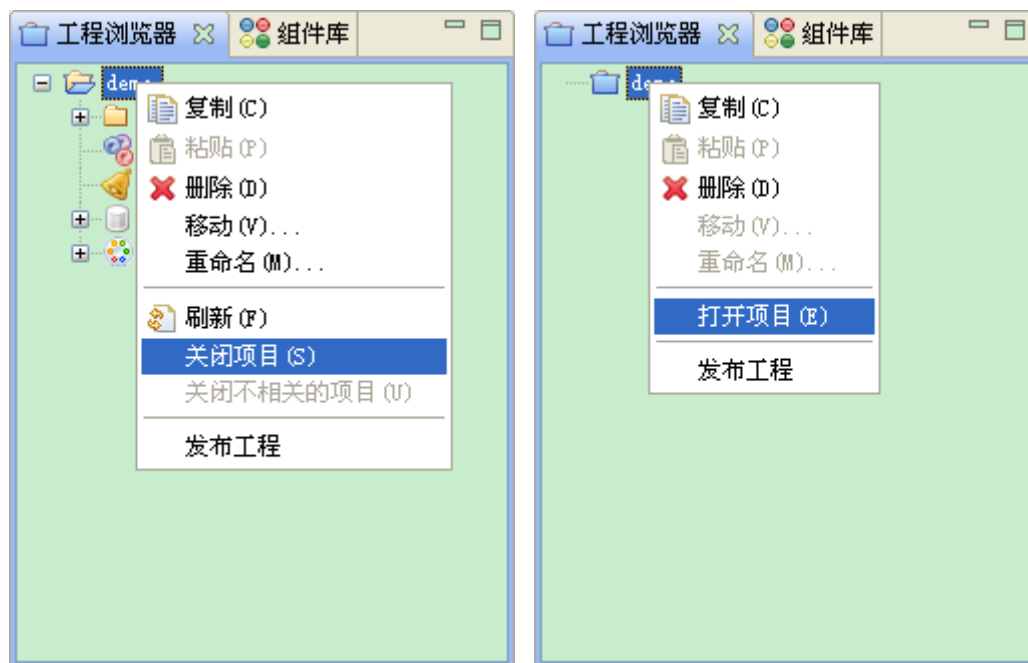 工程浏览器 组件库
dem
复制(C)
粘贴(P)
删除(D)
移动(V)...
重命名(M)...
刷新(F)
关闭项目(S)
关闭不相关的项目(U)
发布工程
工程浏览器 组件库
复制(C)
粘贴(P)
删除(D)
移动(V)...
重命名(M)...
打开项目(E)
发布工程